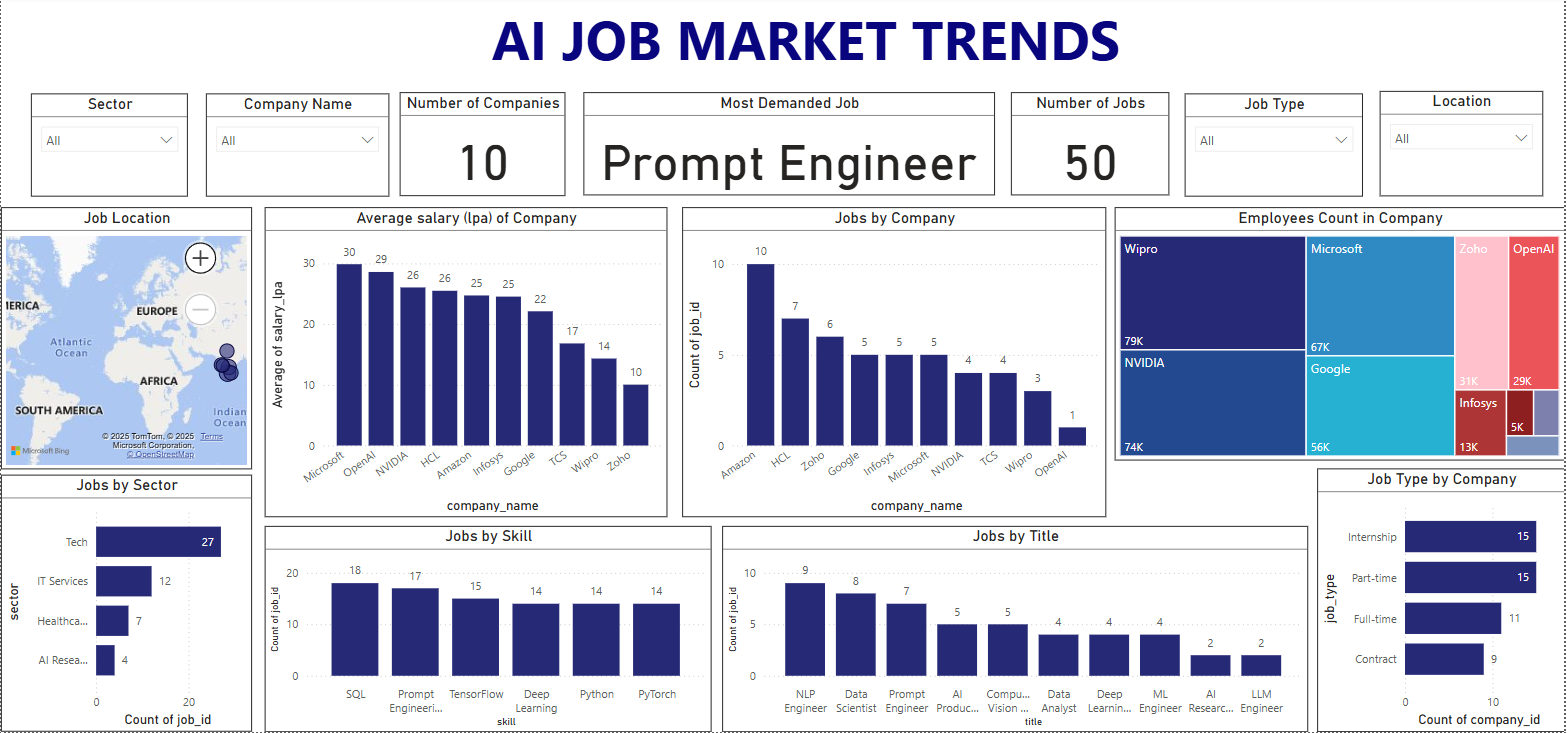 AI JOB MARKET TRENDS
Sector
All
Company Name
All
Number of Companies
10
Most Demanded Job
Prompt Engineer
Number of Jobs
50
Job Type
All
Location
All
Job Location
+
−
ERICA
EUROPE
Atlantic
Ocean
AFRICA
SOUTH AMERICA
Indian
Ocean
© 2025 TomTom, © 2025 Terms
Microsoft Corporation,
© OpenStreetMap
Microsoft Bing
Average salary (lpa) of Company
Average of salary_lpa
30
20
10
0
30 29 26 26 25 25 22 17 14 10
Microsoft OpenAI NVIDIA HCL Amazon Infosys Google TCS Wipro Zoho
company_name
Jobs by Company
Count of job_id
10
5
0
10 7 6 5 5 5 4 4 3 1
Amazon HCL Zoho Google Infosys Microsoft NVIDIA TCS Wipro OpenAI
company_name
Employees Count in Company
Wipro
79K
NVIDIA
74K
Microsoft
67K
Google
56K
Zoho
31K
OpenAI
29K
Infosys
13K
5K
Jobs by Sector
sector
Tech 27
IT Services 12
Healthca... 7
AI Resea... 4
0 20
Count of job_id
Jobs by Skill
Count of job_id
20
10
0
18 17 15 14 14 14
SQL Prompt TensorFlow Deep Python PyTorch
Engineeri... Learning
skill
Jobs by Title
Count of job_id
10
5
0
9 8 7 5 5 4 4 4 2 2
NLP Data Prompt AI Compu... Data Deep ML AI LLM
Engineer Scientist Engineer Produc... Vision ... Analyst Learnin... Engineer Researc... Engineer
title
Job Type by Company
job_type
Internship 15
Part-time 15
Full-time 11
Contract 9
0 10
Count of company_id